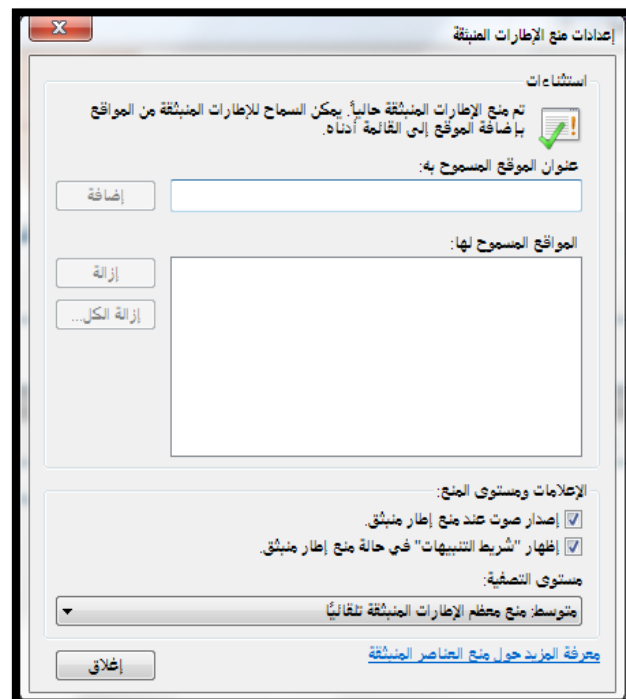 إعدادات منع الإطارات المنبثقة
استثناءات
تم منع الإطارات المنبثقة حالياً. يمكن السماح للإطارات المنبثقة من المواقع
بإضافة الموقع إلى القائمة أدناه.
عنوان الموقع المسموح به:
إضافة
المواقع المسموح لها:
إزالة
إزالة الكل...
الإعلامات ومستوى المنع:
إصدار صوت عند منع إطار منبثق.
إظهار "شريط التنبيهات" في حالة منع إطار منبثق.
مستوى التصفية:
متوسط: منع معظم الإطارات المنبثقة تلقائيًا
معرفة المزيد حول منع العناصر المنبثقة
إغلاق